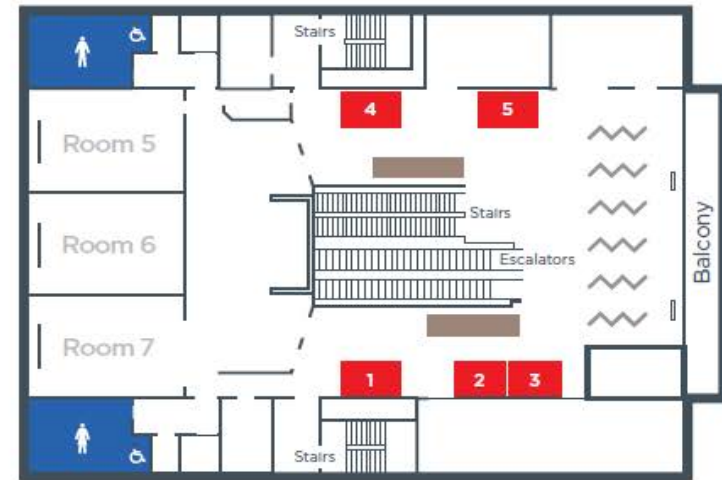 Stairs
4
5
Room 5
Room 6
Stairs
Escalators
Balcony
Room 7
1
2
3
Stairs